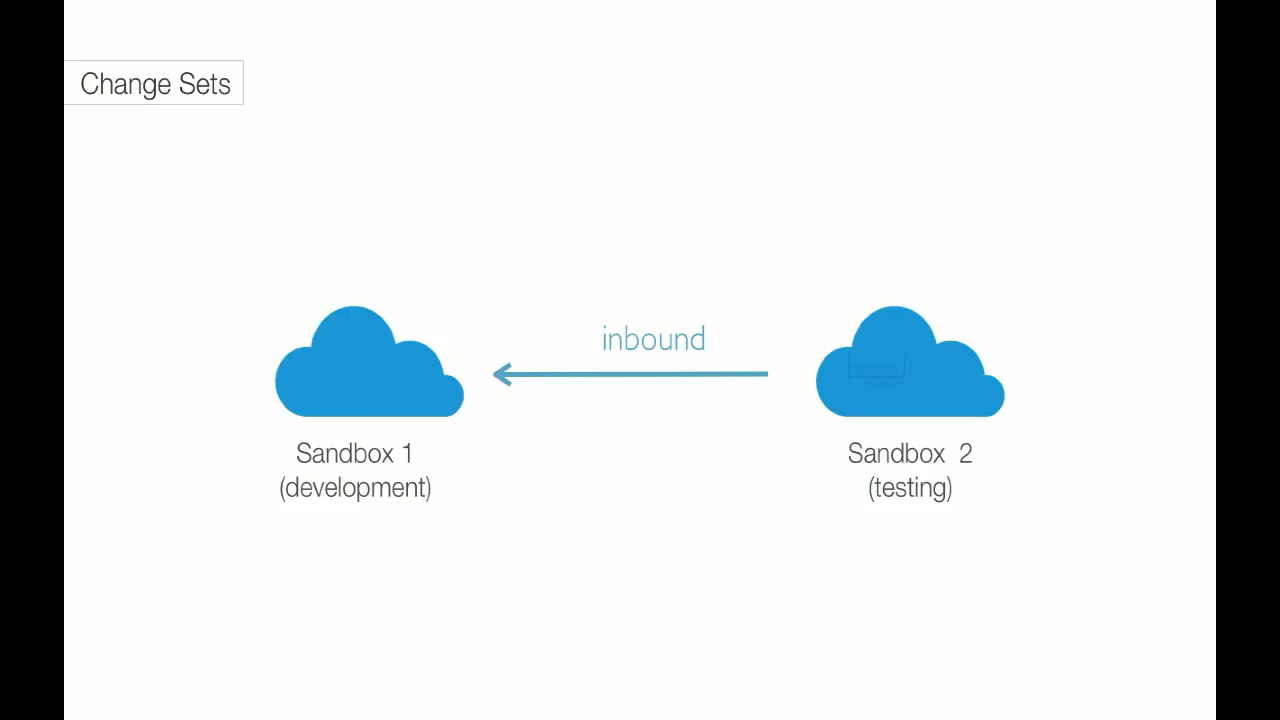 Change Sets
inbound
Sandbox 1
(development)
Sandbox 2
(testing)